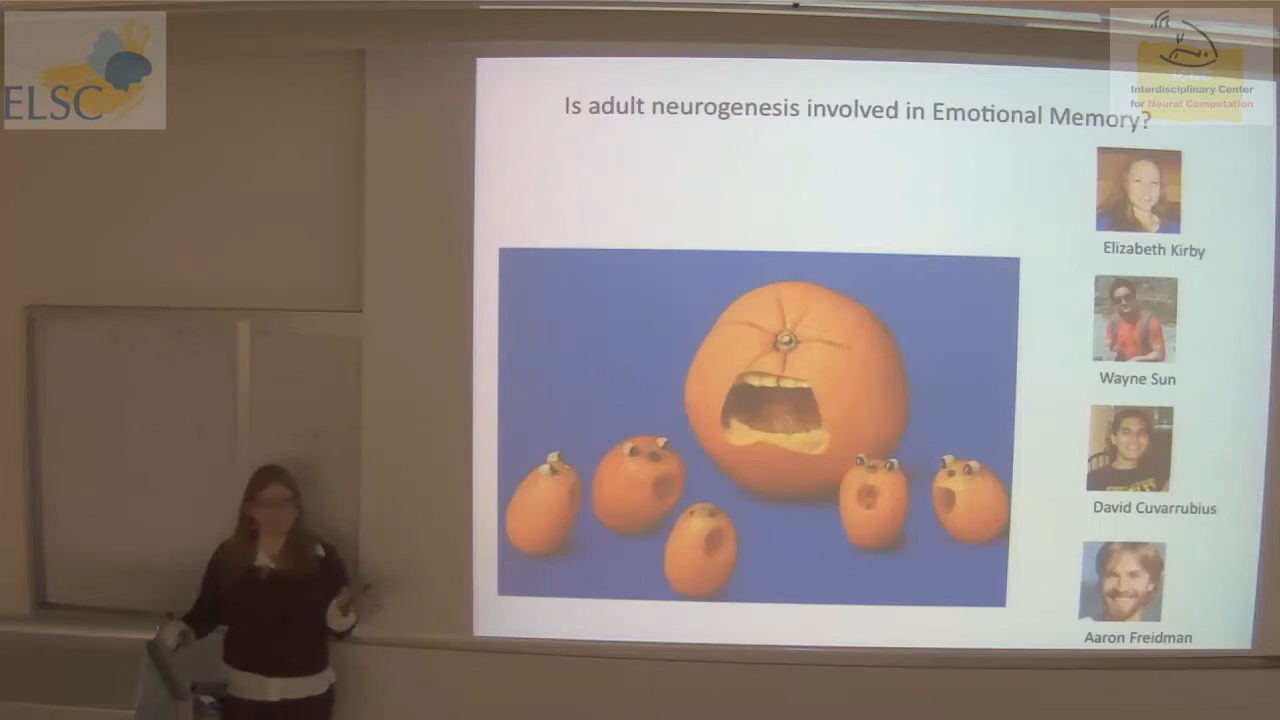 ELSC
Interdisciplinary Center
for Neural Computation
Is adult neurogenesis involved in Emotional Memory?
Elizabeth Kirby
Wayne Sun
David Cuvarrubius
Aaron Freidman